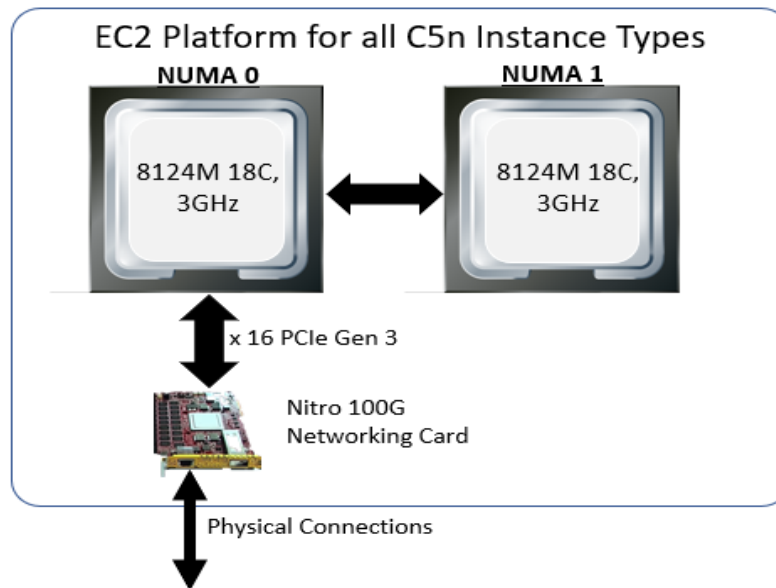 EC2 Platform for all C5n Instance Types
NUMA 0
NUMA 1
8124M 18C,
3GHz
8124M 18C,
3GHz
x 16 PCIe Gen 3
Nitro 100G
Networking Card
Physical Connections